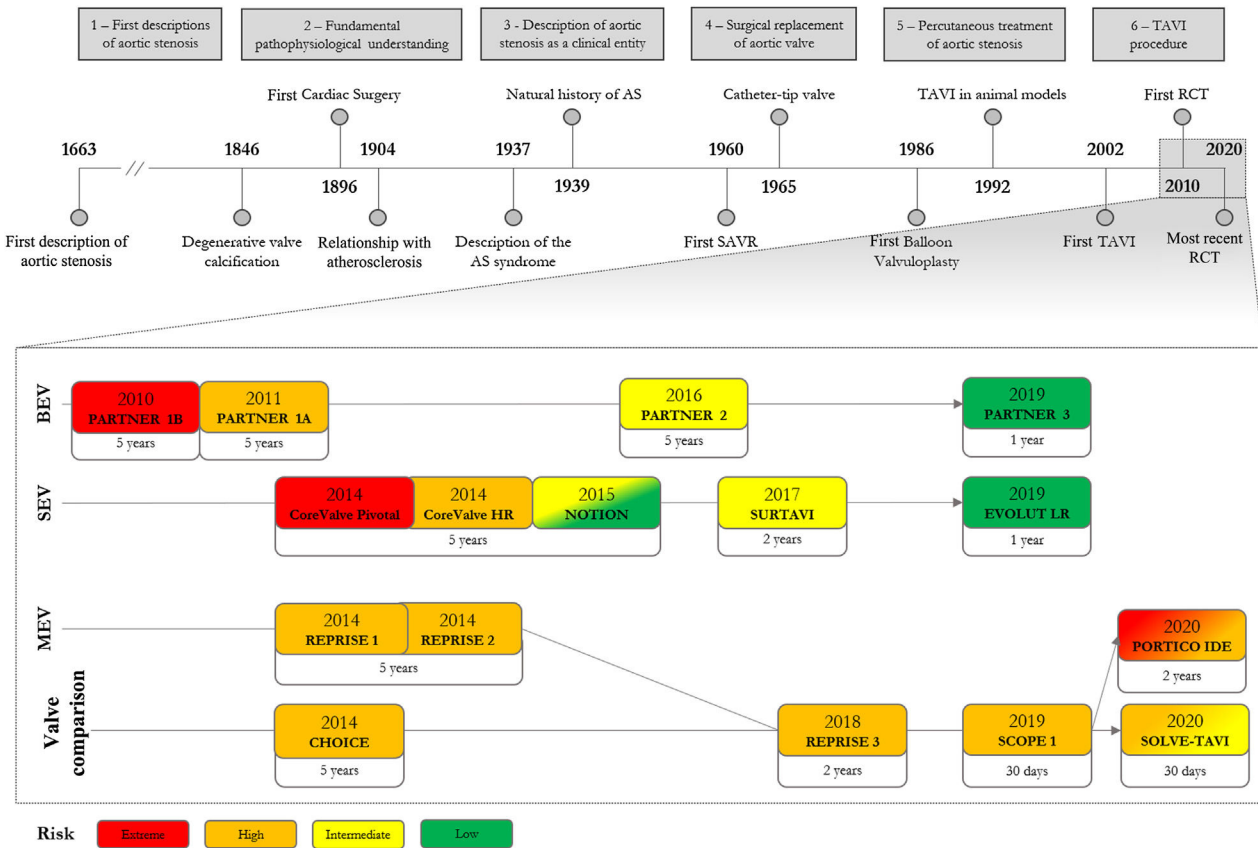 1 – First descriptions
of aortic stenosis
2 – Fundamental
pathophysiological understanding
3 - Description of aortic
stenosis as a clinical entity
4 – Surgical replacement
of aortic valve
5 – Percutaneous treatment
of aortic stenosis
6 – TAVI
procedure
First Cardiac Surgery
Natural history of AS
Catheter-tip valve
TAVI in animal models
First RCT
1663
//
1846
1904
1937
1960
1986
2002
2020
1896
1939
1965
1992
2010
First description of
aortic stenosis
Degenerative valve
calcification
Relationship with
atherosclerosis
Description of the
AS syndrome
First SAVR
First Balloon
Valvuloplasty
First TAVI
Most recent
RCT
BEV
2010
PARTNER 1B
5 years
2011
PARTNER 1A
5 years
2016
PARTNER 2
5 years
2019
PARTNER 3
1 year
SEV
2014
CoreValve Pivotal
2014
CoreValve HR
2015
NOTION
5 years
2017
SURTAVI
2 years
2019
EVOLUT LR
1 year
MEV
2014
REPRISE 1
2014
REPRISE 2
5 years
2020
PORTICO IDE
2 years
Valve
comparison
2014
CHOICE
5 years
2018
REPRISE 3
2 years
2019
SCOPE 1
30 days
2020
SOLVE-TAVI
30 days
Risk
Extreme
High
Intermediate
Low